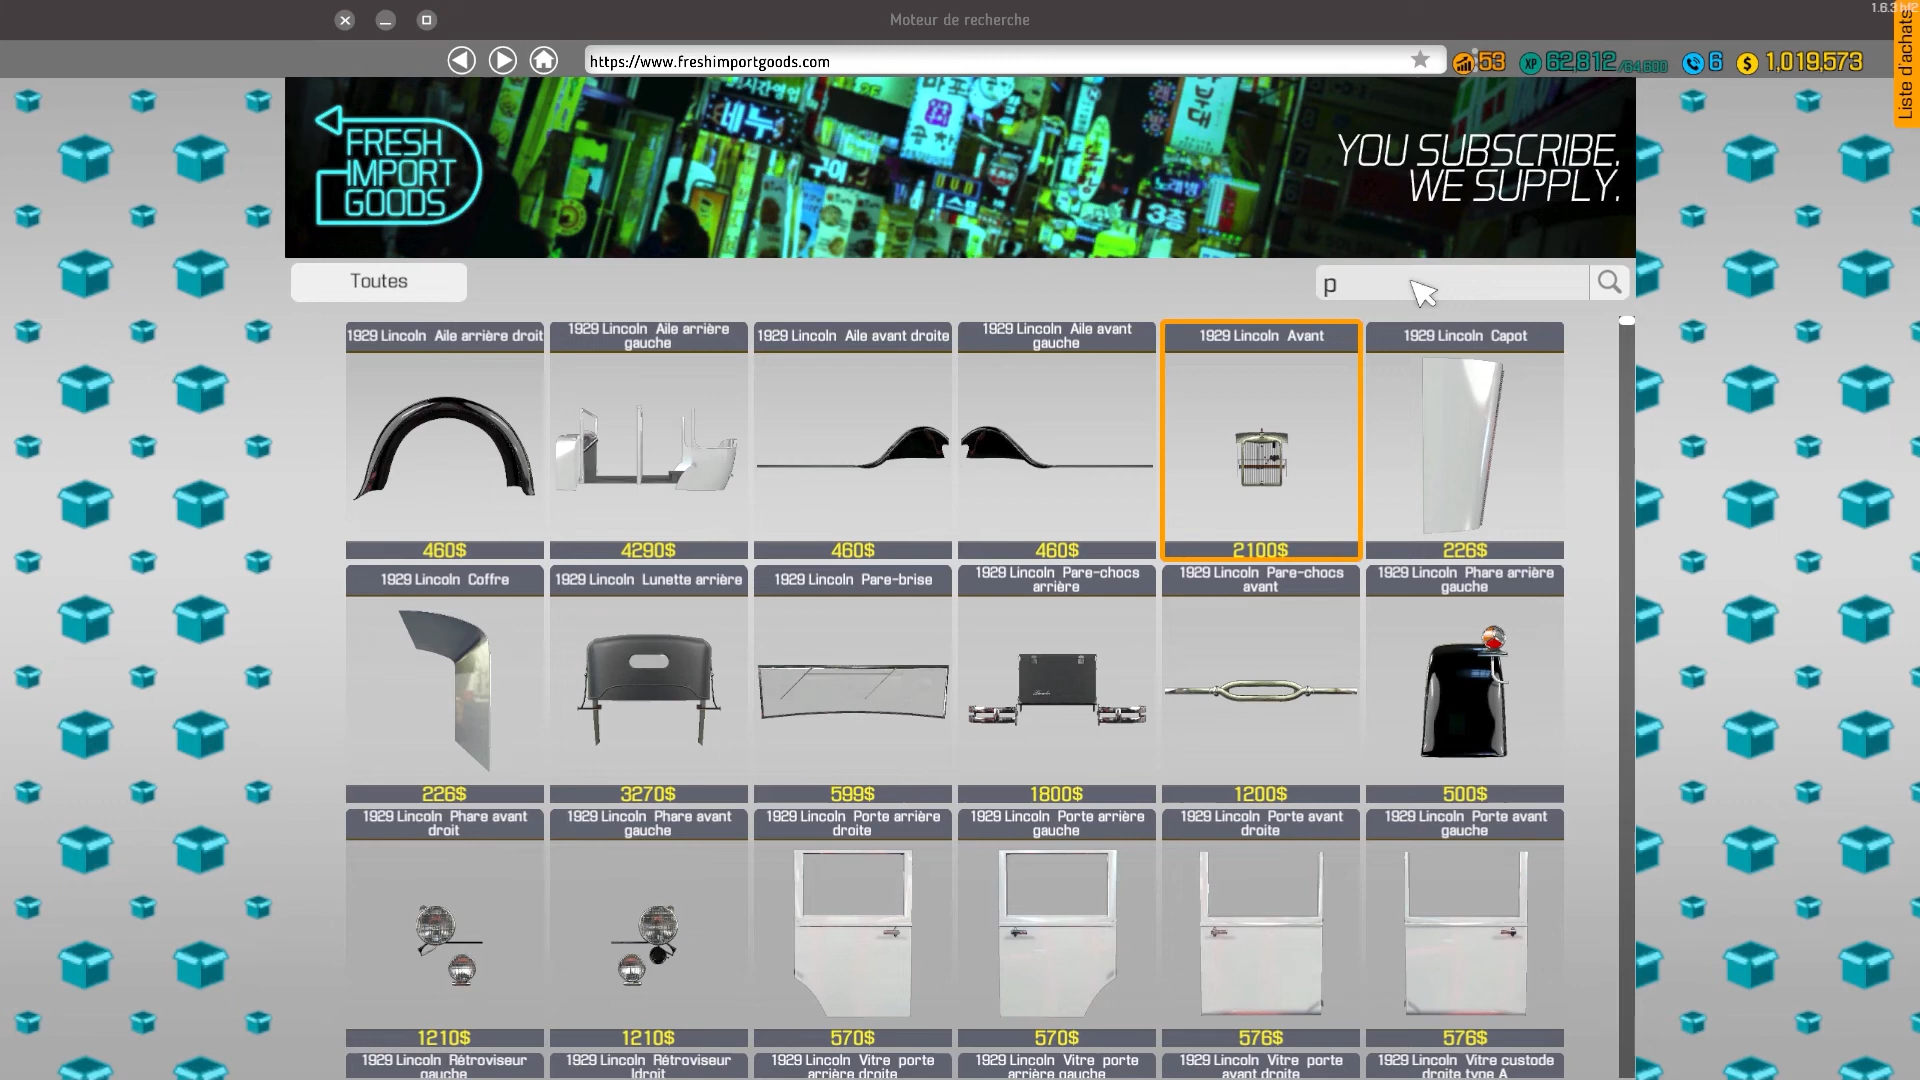 Moteur de recherche
1.6.3
https://www.freshimportgoods.com
53
XP
62,812/64,800
6
$
1,019,573
Liste d'achats
FRESH
IMPORT
GOODS
YOU SUBSCRIBE.
WE SUPPLY.
Toutes
p
1929 Lincoln Aile arrière droit
1929 Lincoln Aile arrière
gauche
1929 Lincoln Aile avant droite
1929 Lincoln Aile avant
gauche
1929 Lincoln Avant
1929 Lincoln Capot
460$
4290$
460$
460$
2100$
226$
1929 Lincoln Coffre
1929 Lincoln Lunette arrière
1929 Lincoln Pare-brise
1929 Lincoln Pare-chocs
arrière
1929 Lincoln Pare-chocs
avant
1929 Lincoln Phare arrière
gauche
226$
3270$
599$
1800$
1200$
500$
1929 Lincoln Phare avant
droit
1929 Lincoln Phare avant
gauche
1929 Lincoln Porte arrière
droite
1929 Lincoln Porte arrière
gauche
1929 Lincoln Porte avant
droite
1929 Lincoln Porte avant
gauche
1210$
1210$
570$
570$
576$
576$
1929 Lincoln Rétroviseur
gauche
1929 Lincoln Rétroviseur
ldroit
1929 Lincoln Vitre porte
arrière droite
1929 Lincoln Vitre porte
arrière gauche
1929 Lincoln Vitre porte
avant droite
1929 Lincoln Vitre custode
droite type A